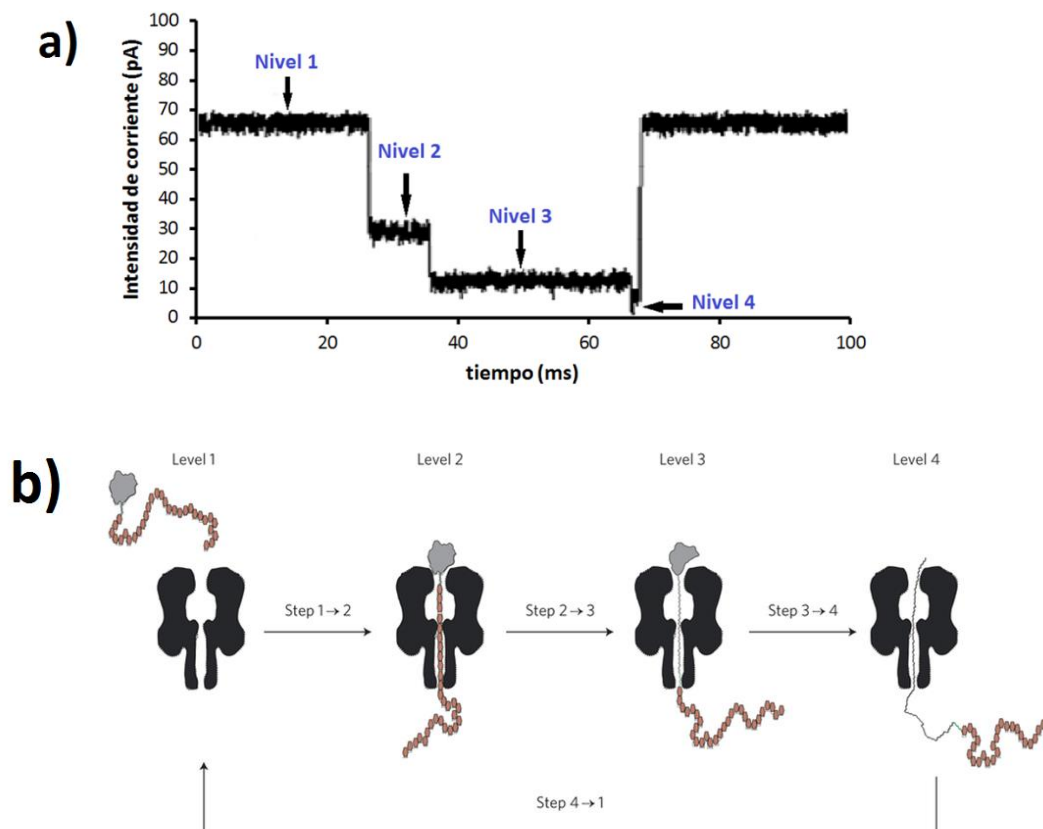 a)
Intensidad de corriente (pA)
100
90
80
70
60
50
40
30
20
10
0
Nivel 1
Nivel 2
Nivel 3
Nivel 4
0 20 40 60 80 100
tiempo (ms)
b)
Level 1 Level 2 Level 3 Level 4
Step 1→2 Step 2→3 Step 3→4
Step 4→1